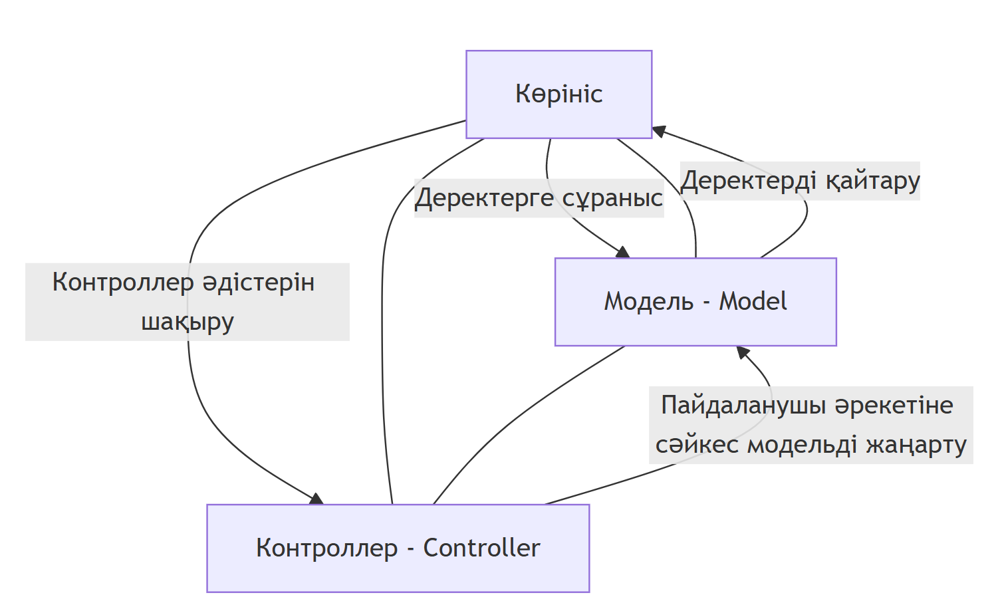 Көрініс
Деректерді қайтару
Деректерге сұраныс
Контроллер әдістерін
шақыру
Модель - Model
Пайдаланушы әрекетіне
сәйкес модельді жаңарту
Контроллер - Controller